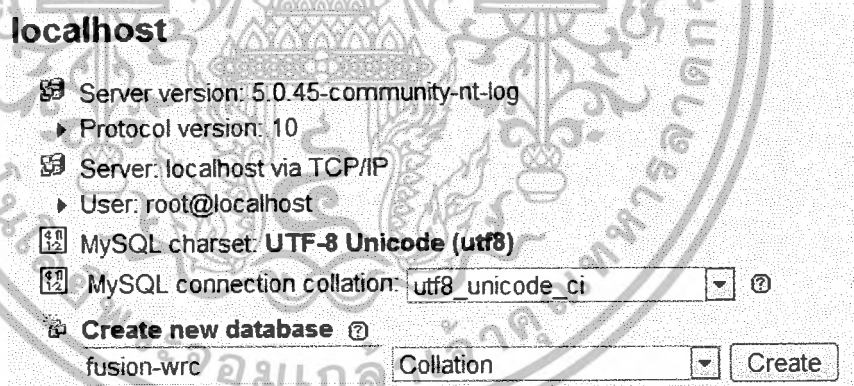 localhost
Server version: 5.0.45-community-nt-log
Protocol version: 10
Server: localhost via TCP/IP
User: root@localhost
MySQL charset: UTF-8 Unicode (utf8)
MySQL connection collation: utf8_unicode_ci
Create new database
fusion-wrc Collation Create